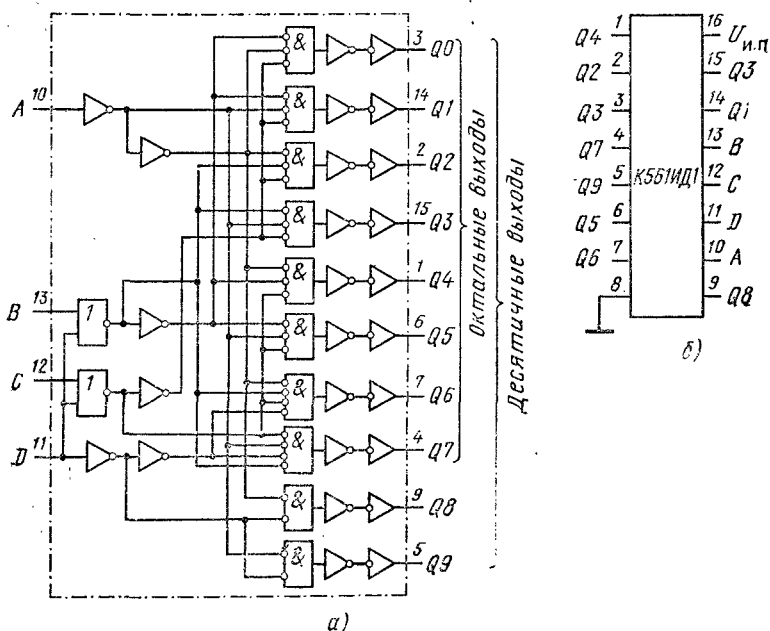 A 10
B 13
C 12
D 11
1
1
& 3 Q0
& 14 Q1
& 2 Q2
& 15 Q3
& 1 Q4
& 6 Q5
& 7 Q6
& 4 Q7
& 9 Q8
& 5 Q9
Октальные выходы
Десятичные выходы
а)
К561ИД1
Q4 1
Q2 2
Q3 3
Q7 4
Q9 5
Q5 6
Q6 7
8
16 Uи.п
15 Q3
14 Q1
13 B
12 C
11 D
10 A
9 Q8
б)